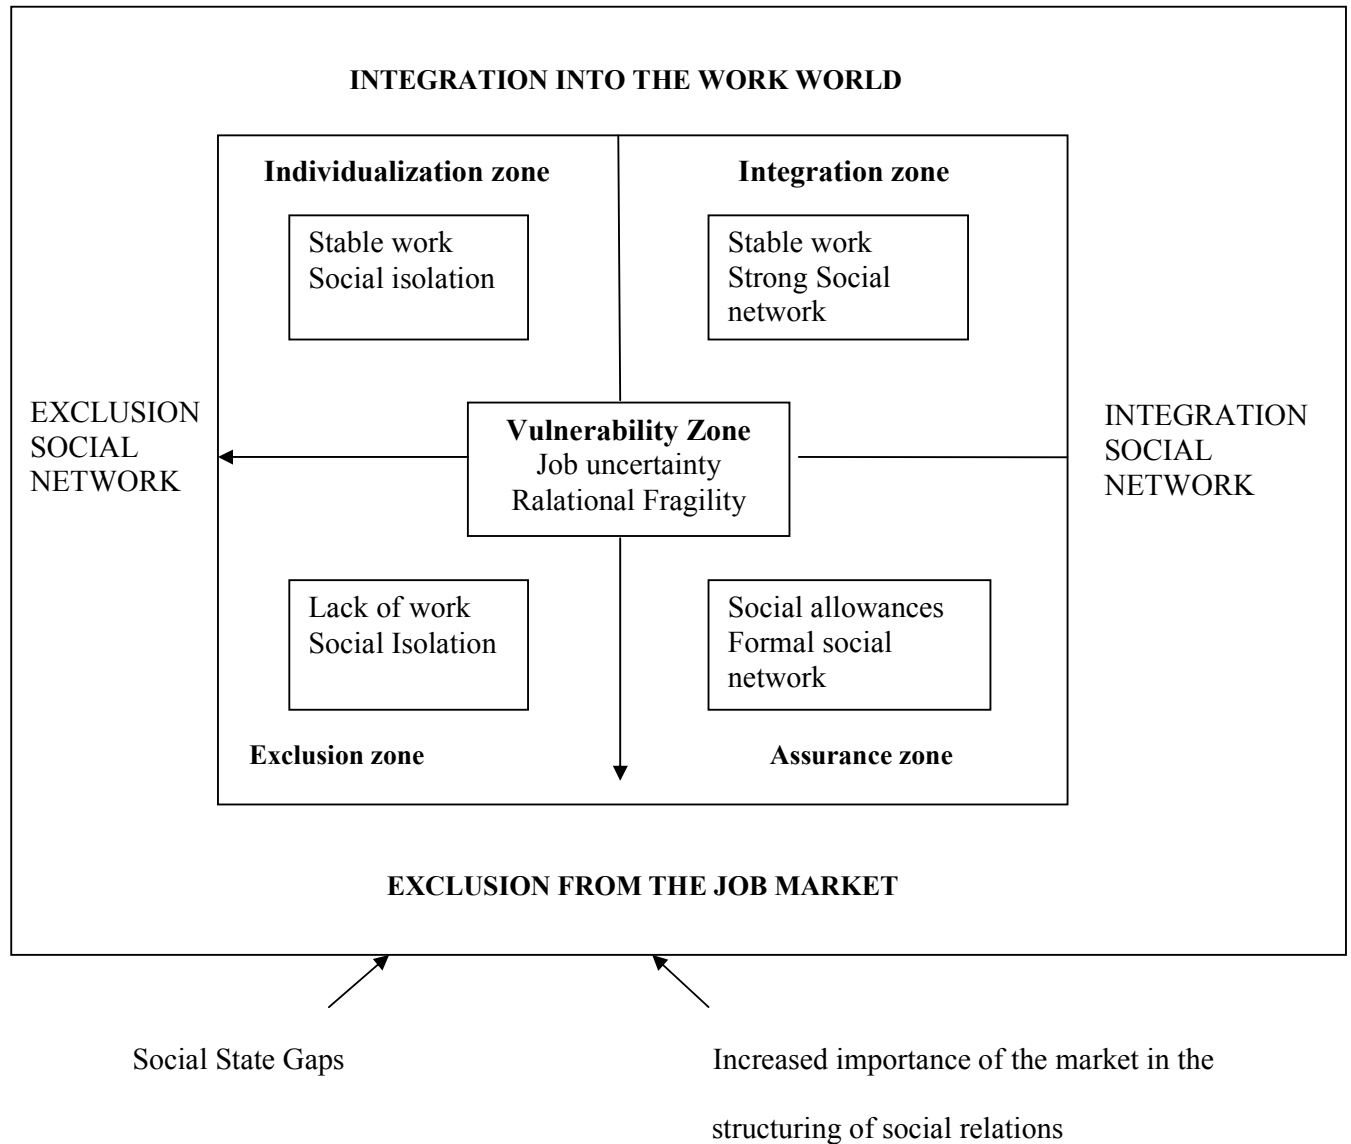 INTEGRATION INTO THE WORK WORLD
Individualization zone
Integration zone
Stable work
Social isolation
Stable work
Strong Social
network
EXCLUSION
SOCIAL
NETWORK
Vulnerability Zone
Job uncertainty
Ralational Fragility
INTEGRATION
SOCIAL
NETWORK
Lack of work
Social Isolation
Social allowances
Formal social
network
Exclusion zone
Assurance zone
EXCLUSION FROM THE JOB MARKET
Social State Gaps
Increased importance of the market in the
structuring of social relations